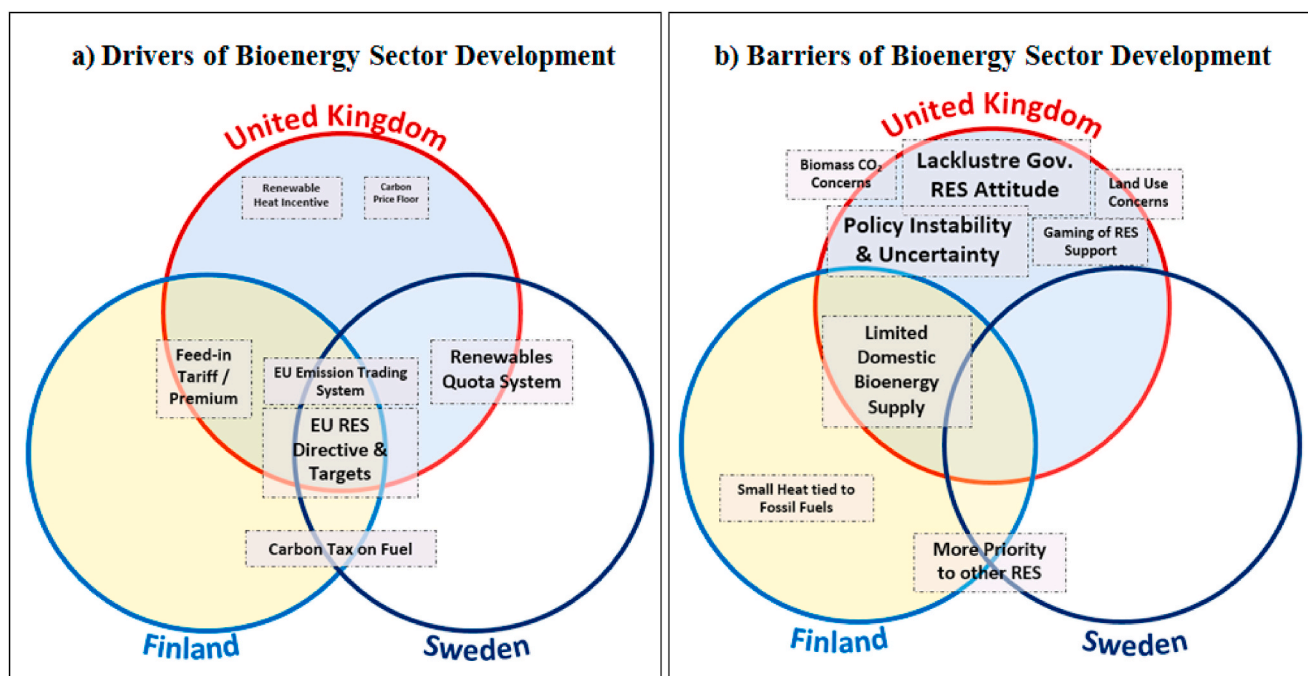 a) Drivers of Bioenergy Sector Development
United Kingdom
Renewable
Heat Incentive
Carbon
Price Floor
Feed-in
Tariff /
Premium
EU Emission Trading
System
Renewables
Quota System
EU RES
Directive &
Targets
Carbon Tax on Fuel
Finland
Sweden
b) Barriers of Bioenergy Sector Development
United Kingdom
Biomass CO₂
Concerns
Lacklustre Gov.
RES Attitude
Land Use
Concerns
Policy Instability
& Uncertainty
Gaming of RES
Support
Limited
Domestic
Bioenergy
Supply
Small Heat tied to
Fossil Fuels
More Priority
to other RES
Finland
Sweden